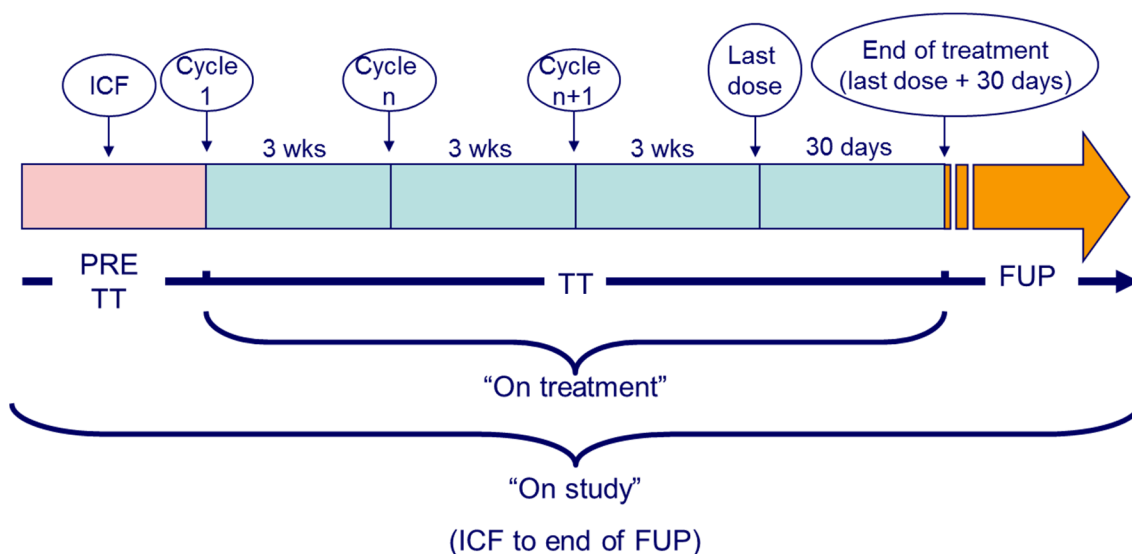 ICF
Cycle
1
Cycle
n
Cycle
n+1
Last
dose
End of treatment
(last dose + 30 days)
3 wks
3 wks
3 wks
30 days
PRE
TT
TT
FUP
“On treatment”
“On study”
(ICF to end of FUP)